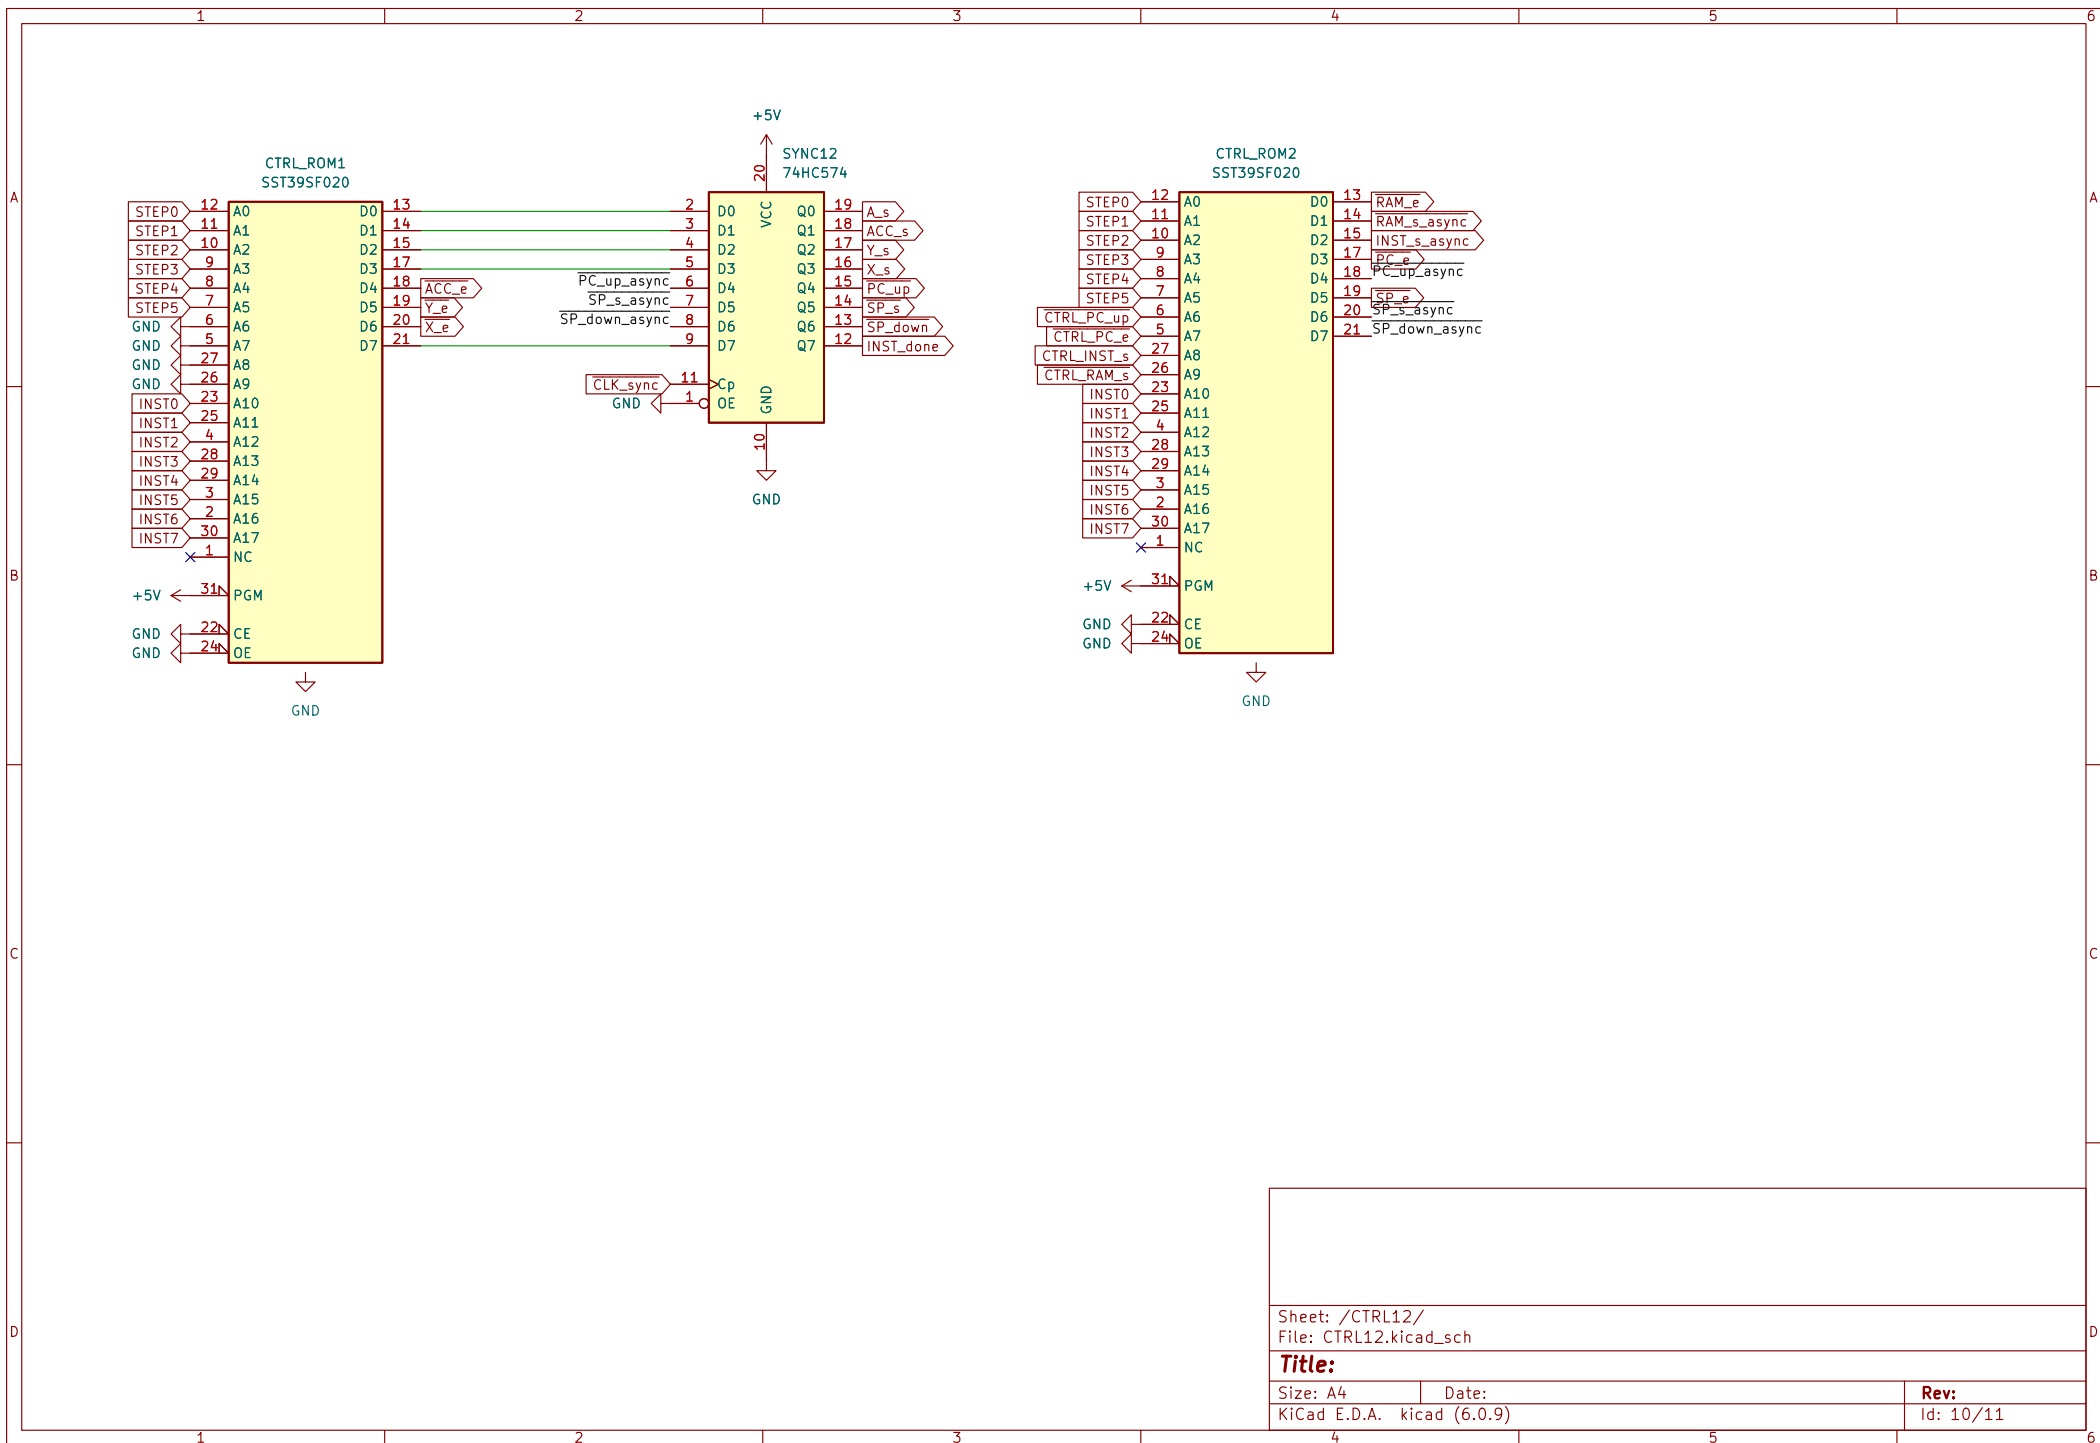 1 2 3 4 5 6
+5V
CTRL_ROM1
SST39SF020
STEP0 12 A0 D0 13
STEP1 11 A1 D1 14
STEP2 10 A2 D2 15
STEP3 9 A3 D3 17
STEP4 8 A4 D4 18 ACC_e
STEP5 7 A5 D5 19 Y_e
GND 6 A6 D6 20 X_e
GND 5 A7 D7 21
GND 27 A8
GND 26 A9
INST0 23 A10
INST1 25 A11
INST2 4 A12
INST3 28 A13
INST4 29 A14
INST5 3 A15
INST6 2 A16
INST7 30 A17
1 NC
+5V 31 PGM
GND 22 CE
GND 24 OE
GND
SYNC12
74HC574
20 VCC
2 D0 Q0 19 A_s
3 D1 Q1 18 ACC_s
4 D2 Q2 17 Y_s
5 D3 Q3 16 X_s
PC_up_async 6 D4 Q4 15 PC_up
SP_s_async 7 D5 Q5 14 SP_s
SP_down_async 8 D6 Q6 13 SP_down
9 D7 Q7 12 INST_done
CLK_sync 11 Cp
GND 1 OE
GND 10
GND
CTRL_ROM2
SST39SF020
STEP0 12 A0 D0 13 RAM_e
STEP1 11 A1 D1 14 RAM_s_async
STEP2 10 A2 D2 15 INST_s_async
STEP3 9 A3 D3 17 PC_e
STEP4 8 A4 D4 18 PC_up_async
STEP5 7 A5 D5 19 SP_e
CTRL_PC_up 6 A6 D6 20 SP_s_async
CTRL_PC_e 5 A7 D7 21 SP_down_async
CTRL_INST_s 27 A8
CTRL_RAM_s 26 A9
INST0 23 A10
INST1 25 A11
INST2 4 A12
INST3 28 A13
INST4 29 A14
INST5 3 A15
INST6 2 A16
INST7 30 A17
1 NC
+5V 31 PGM
GND 22 CE
GND 24 OE
GND
A A
B B
C C
D D
Sheet: /CTRL12/
File: CTRL12.kicad_sch
Title:
Size: A4 Date: Rev:
KiCad E.D.A. kicad (6.0.9) Id: 10/11
1 2 3 4 5 6